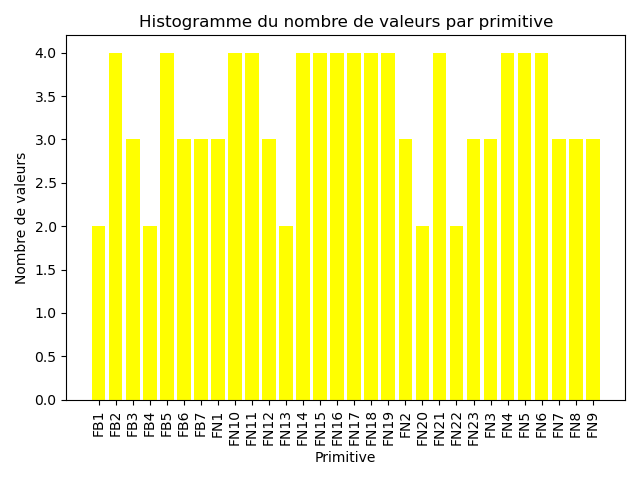 Histogramme du nombre de valeurs par primitive
Nombre de valeurs
4.0
3.5
3.0
2.5
2.0
1.5
1.0
0.5
0.0
FB1
FB2
FB3
FB4
FB5
FB6
FB7
FN1
FN10
FN11
FN12
FN13
FN14
FN15
FN16
FN17
FN18
FN19
FN2
FN20
FN21
FN22
FN23
FN3
FN4
FN5
FN6
FN7
FN8
FN9
Primitive